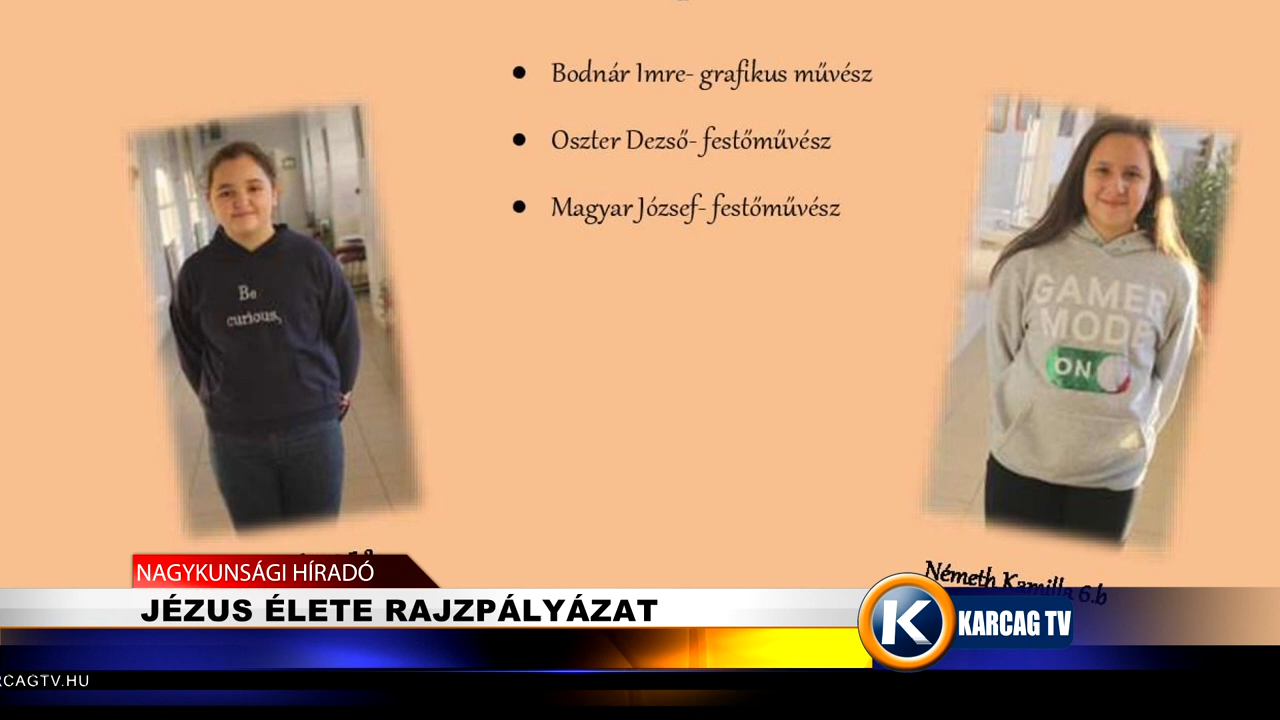 Bodnár Imre- grafikus művész
Oszter Dezső- festőművész
Magyar József- festőművész
Be
curious,
GAMER
MODE
ON
Németh Kamilla 6.b
NAGYKUNSÁGI HÍRADÓ
JÉZUS ÉLETE RAJZPÁLYÁZAT
K KARCAG TV
RCAGTV.HU